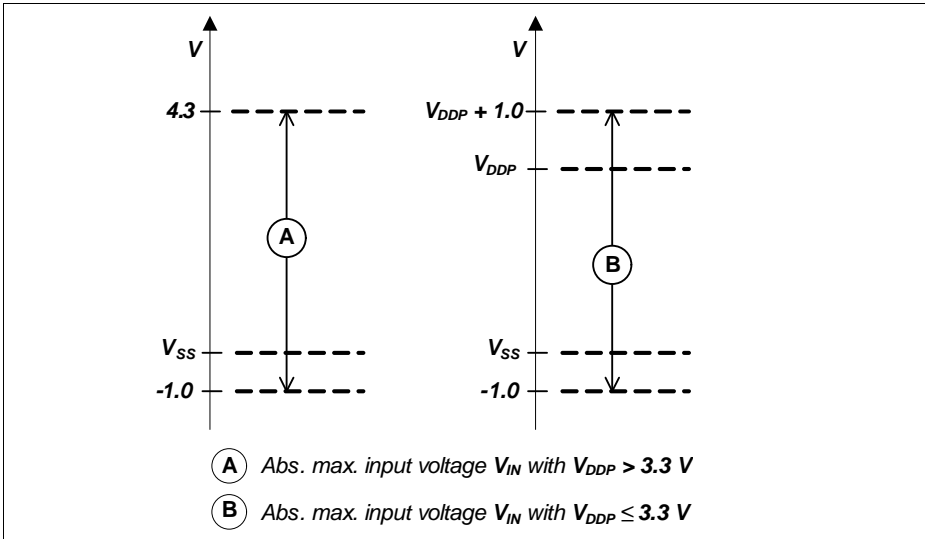 V
4.3
A
V_SS
-1.0
V
V_DDP + 1.0
V_DDP
B
V_SS
-1.0
A Abs. max. input voltage V_IN with V_DDP > 3.3 V
B Abs. max. input voltage V_IN with V_DDP ≤ 3.3 V